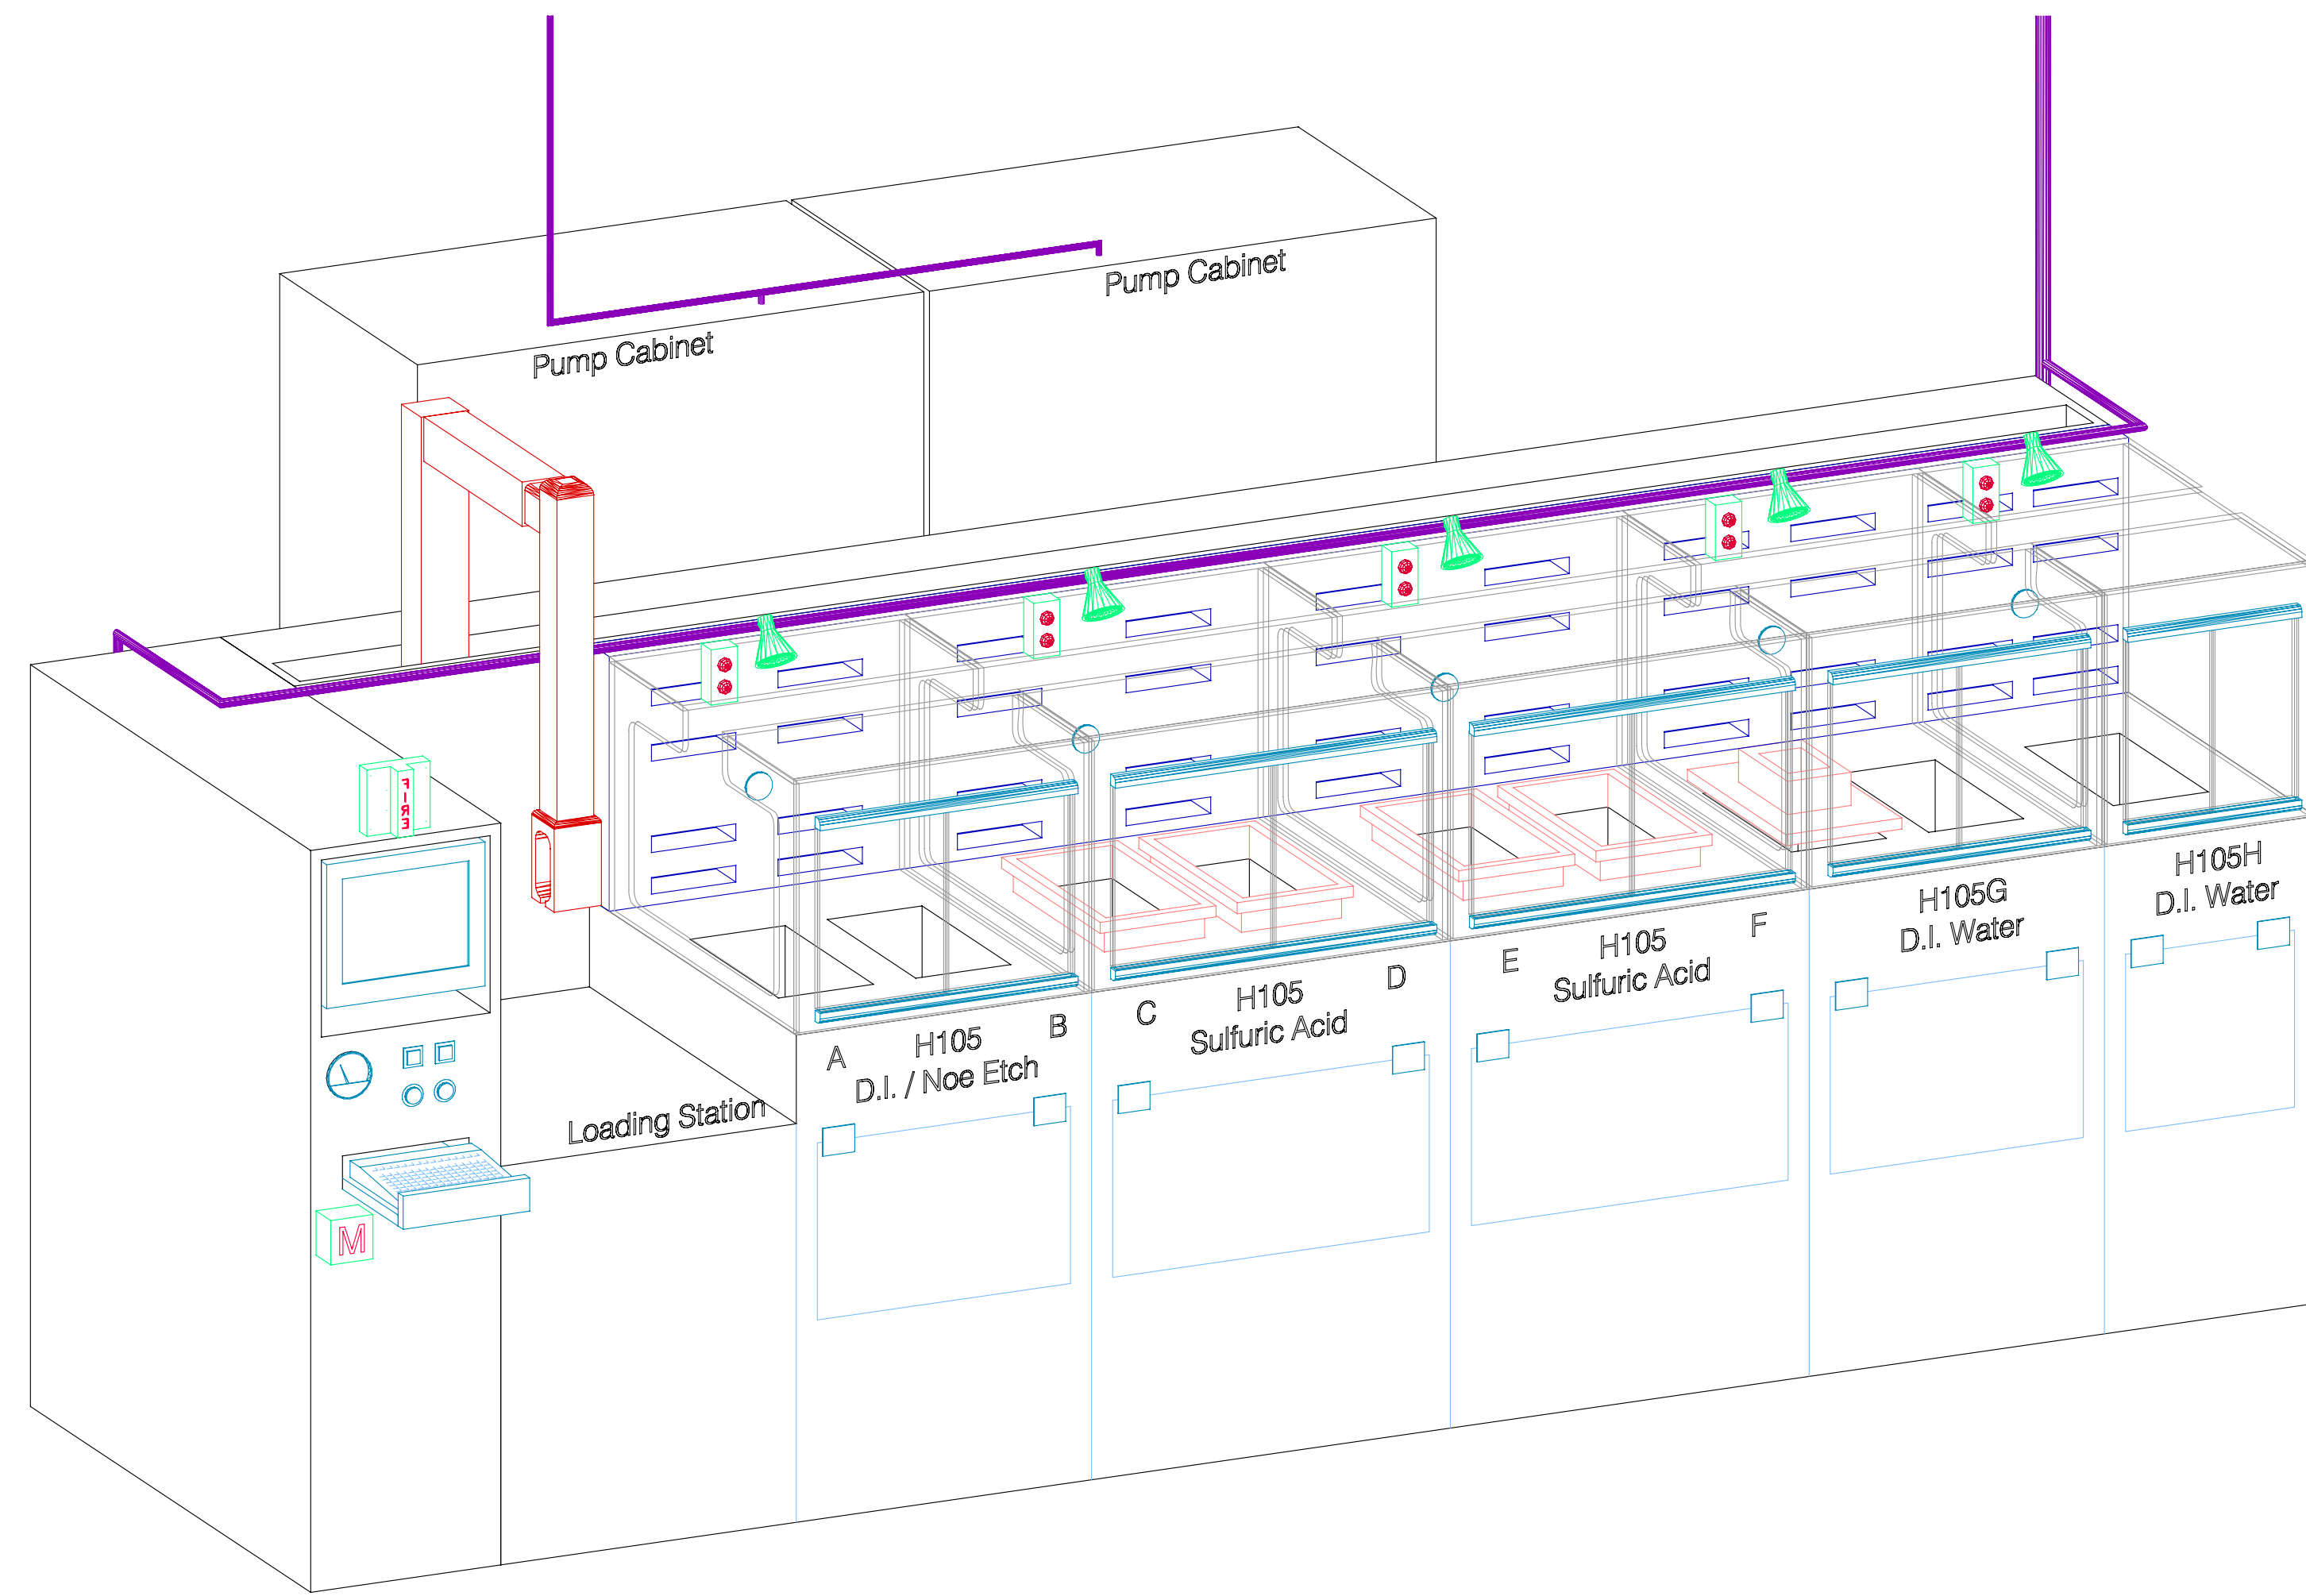 Pump Cabinet
Pump Cabinet
FIRE
M
Loading Station
A
H105
D.I. / Noe Etch
B
C
H105
Sulfuric Acid
D
E
H105
Sulfuric Acid
F
H105G
D.I. Water
H105H
D.I. Water